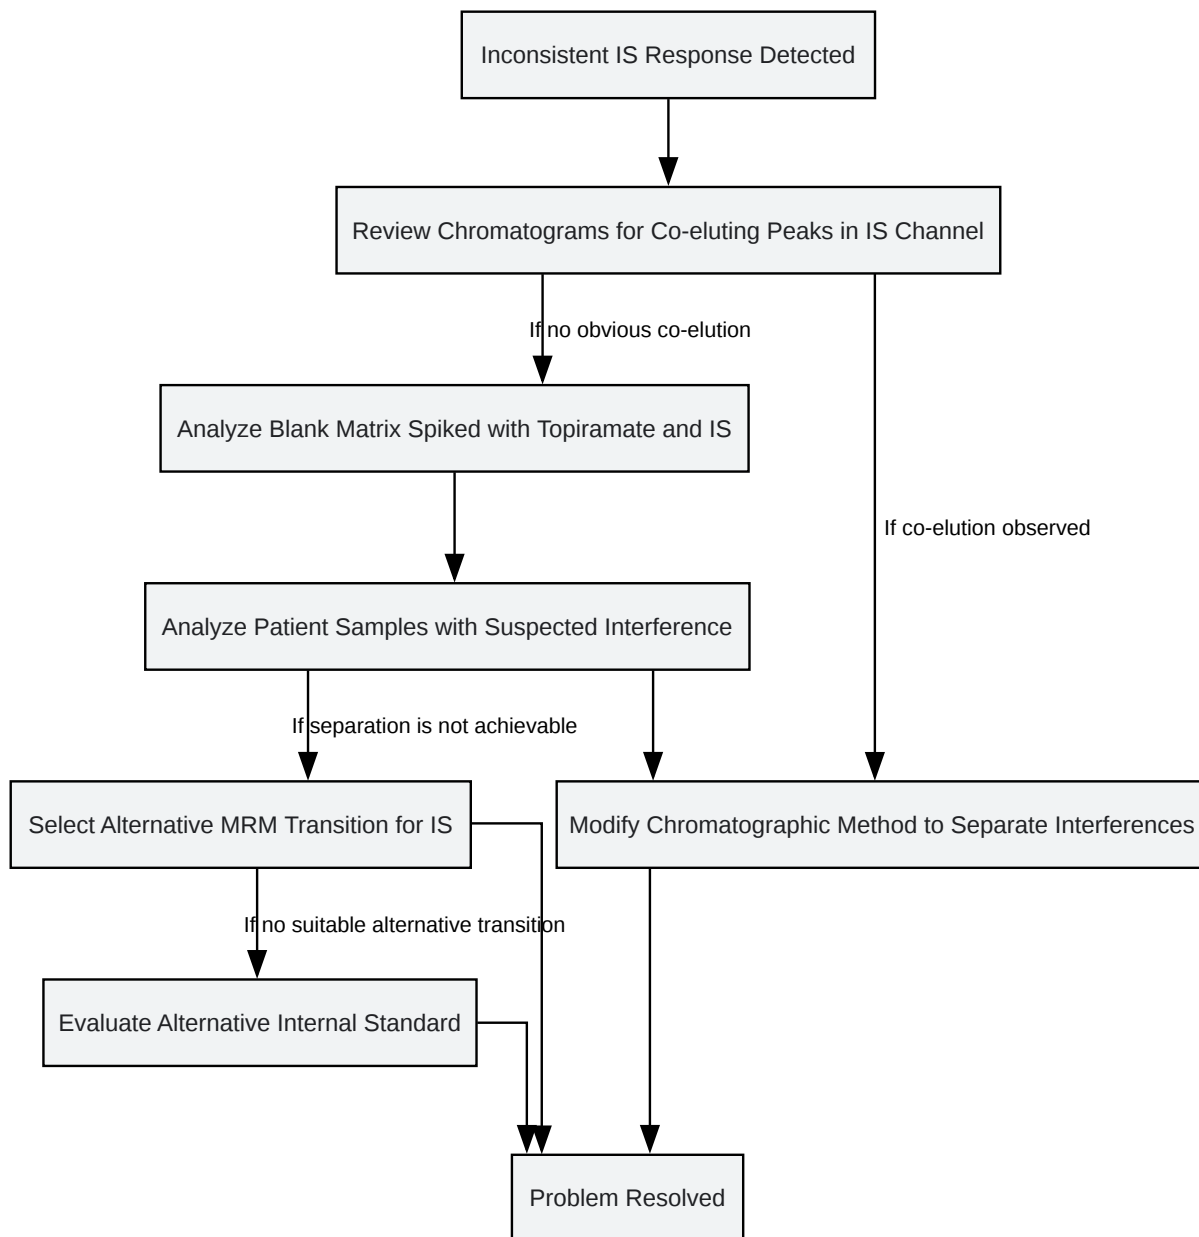 Inconsistent IS Response Detected
Review Chromatograms for Co-eluting Peaks in IS Channel
If no obvious co-elution
Analyze Blank Matrix Spiked with Topiramate and IS
If co-elution observed
Analyze Patient Samples with Suspected Interference
If separation is not achievable
Select Alternative MRM Transition for IS
Modify Chromatographic Method to Separate Interferences
If no suitable alternative transition
Evaluate Alternative Internal Standard
Problem Resolved